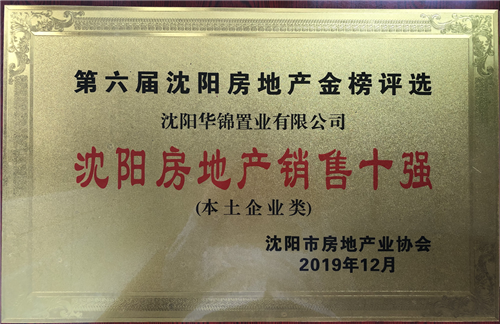 第六届沈阳房地产金榜评选
沈阳华锦置业有限公司
沈阳房地产销售十强
(本土企业类)
沈阳市房地产业协会
2019年12月